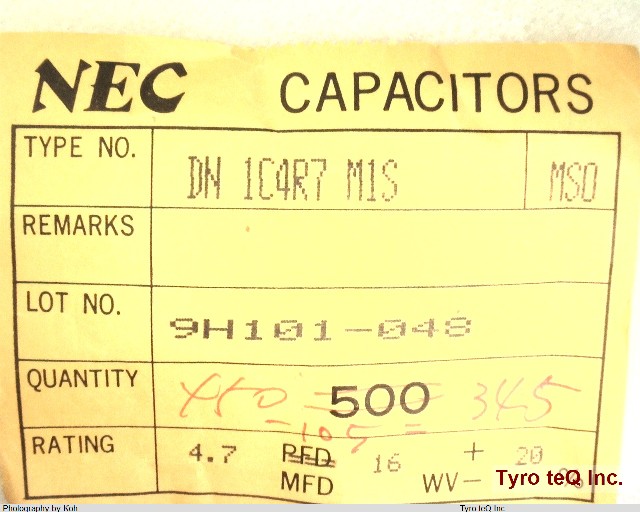 NEC CAPACITORS
TYPE NO. DN 1C4R7 M1S MSO
REMARKS
LOT NO. 9H101-048
QUANTITY 450 500 345
-105=
RATING 4.7 PFD 16 + 20
MFD WV- %
Tyro teQ Inc.
Photography by Koh Tyro teQ Inc